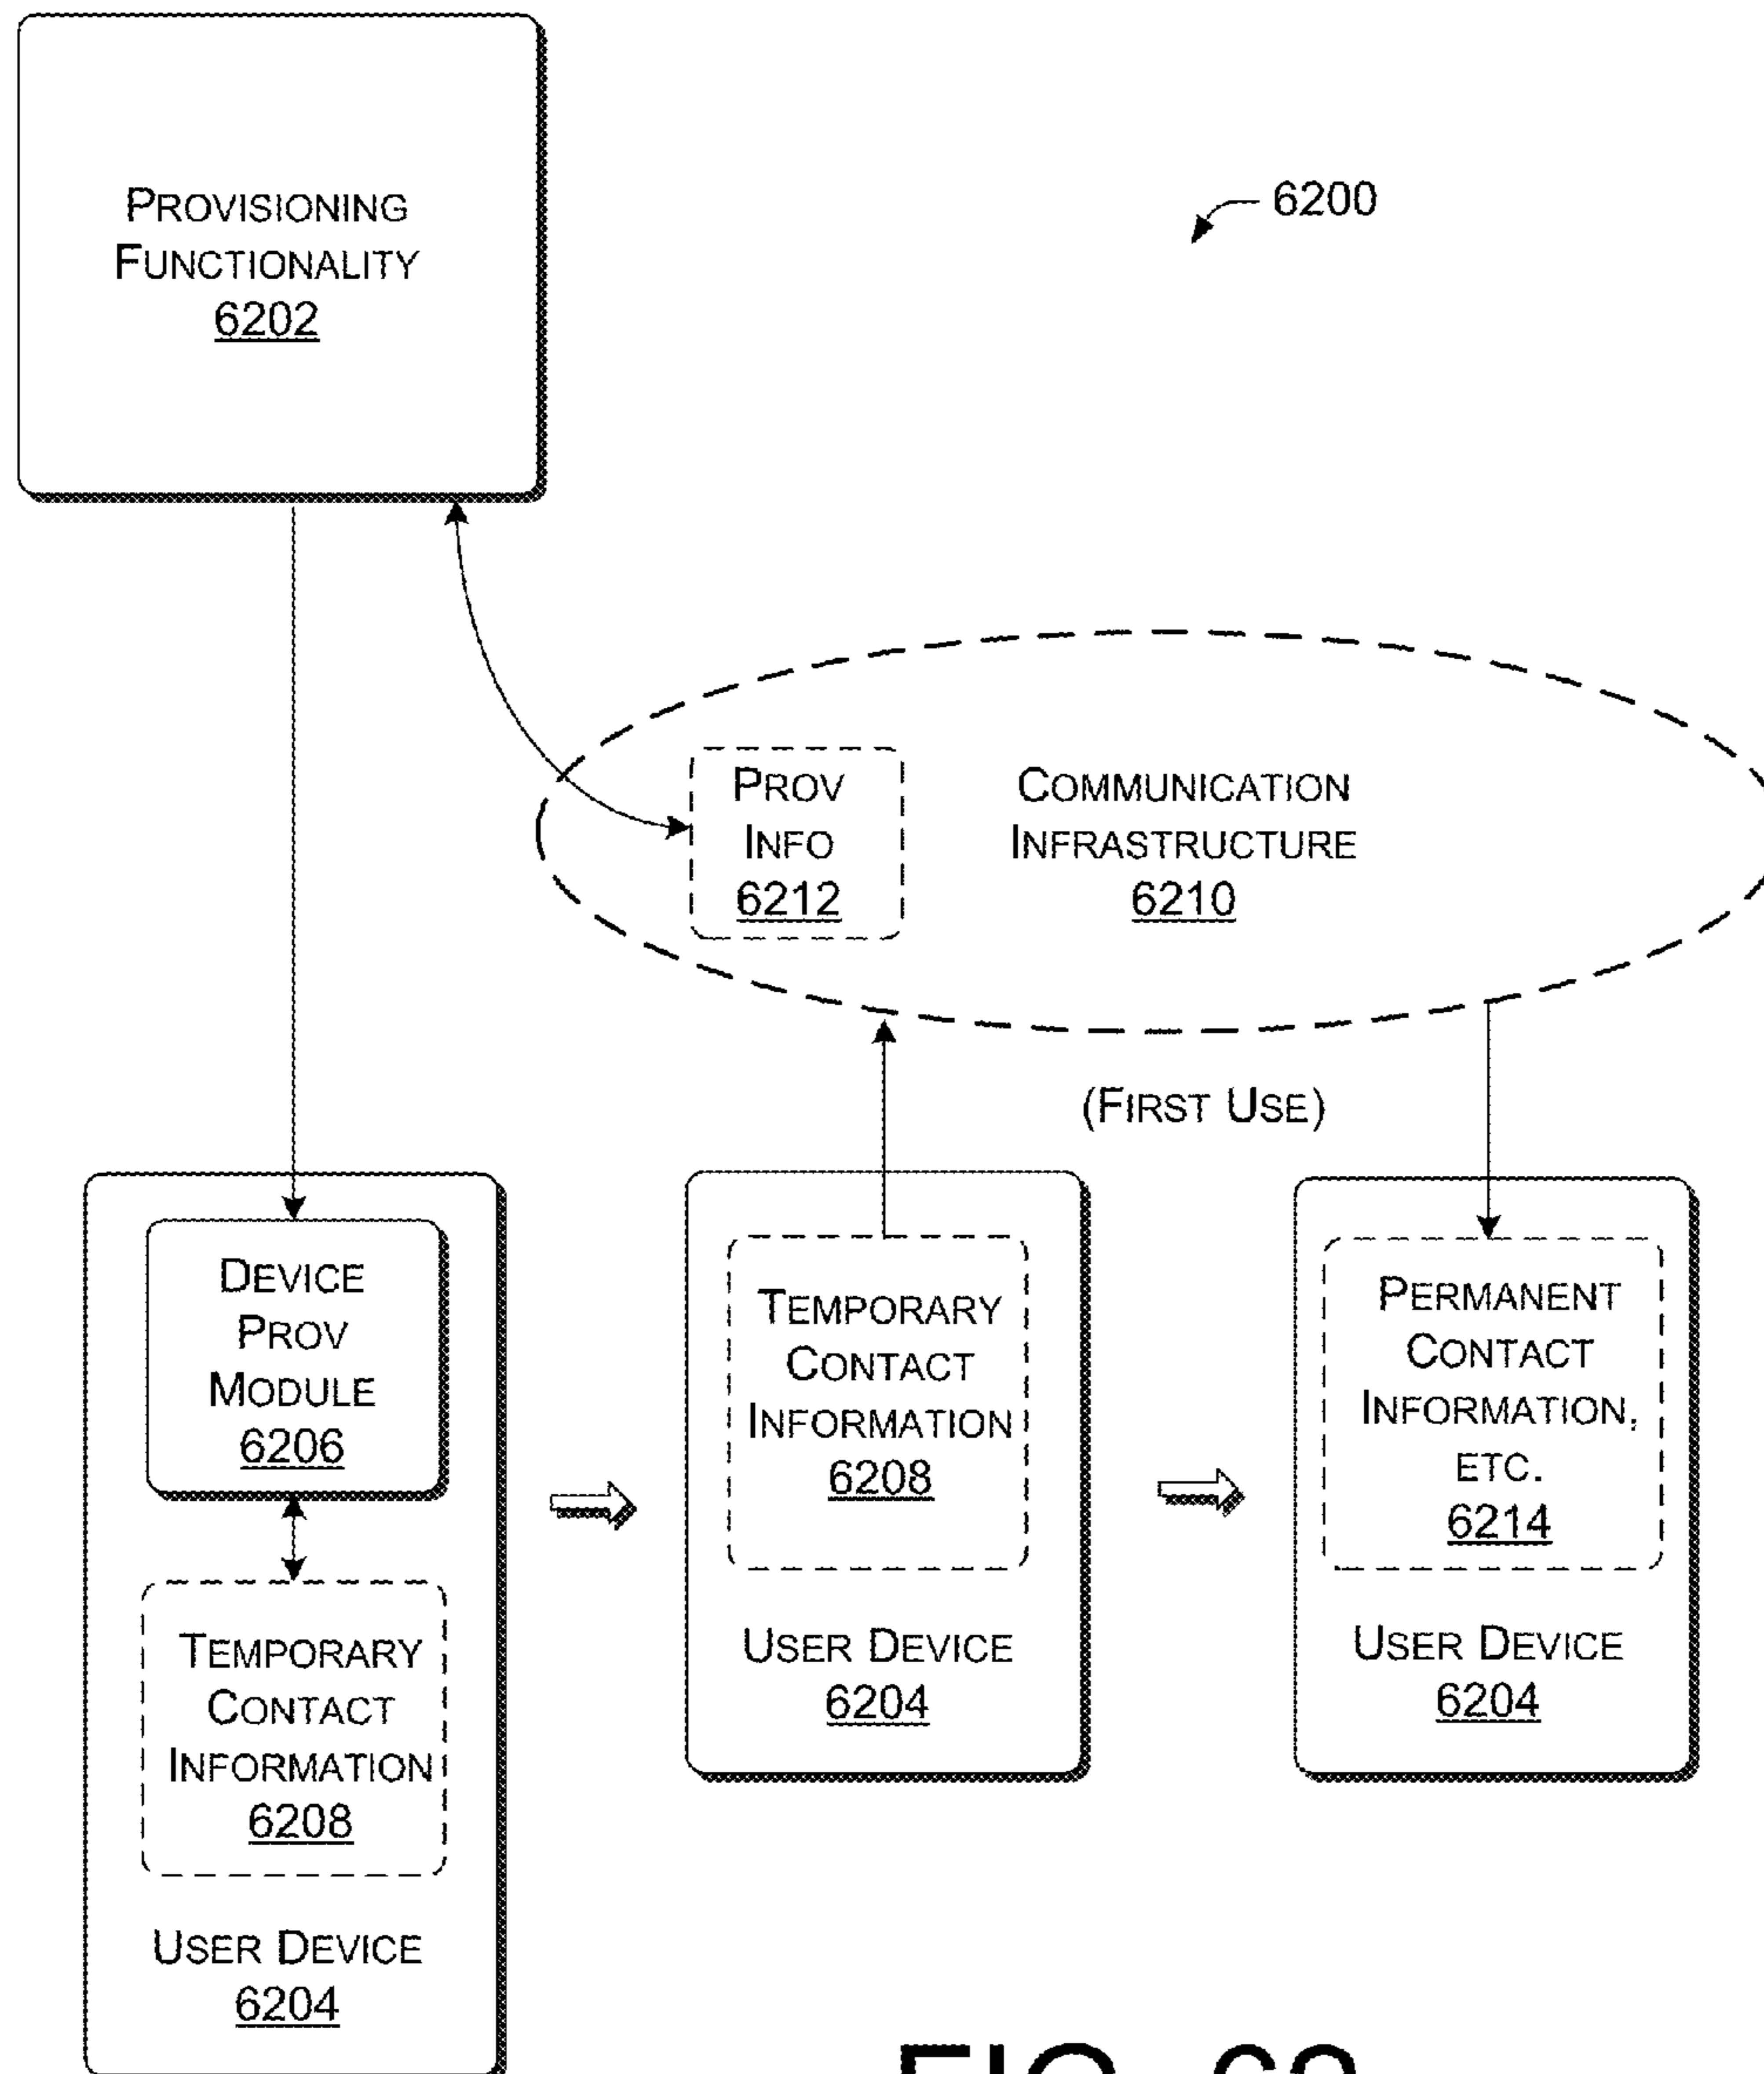 PROVISIONING
FUNCTIONALITY
6202
6200
PROV
INFO
6212
COMMUNICATION
INFRASTRUCTURE
6210
(FIRST USE)
DEVICE
PROV
MODULE
6206
TEMPORARY
CONTACT
INFORMATION
6208
USER DEVICE
6204
TEMPORARY
CONTACT
INFORMATION
6208
USER DEVICE
6204
PERMANENT
CONTACT
INFORMATION,
ETC.
6214
USER DEVICE
6204